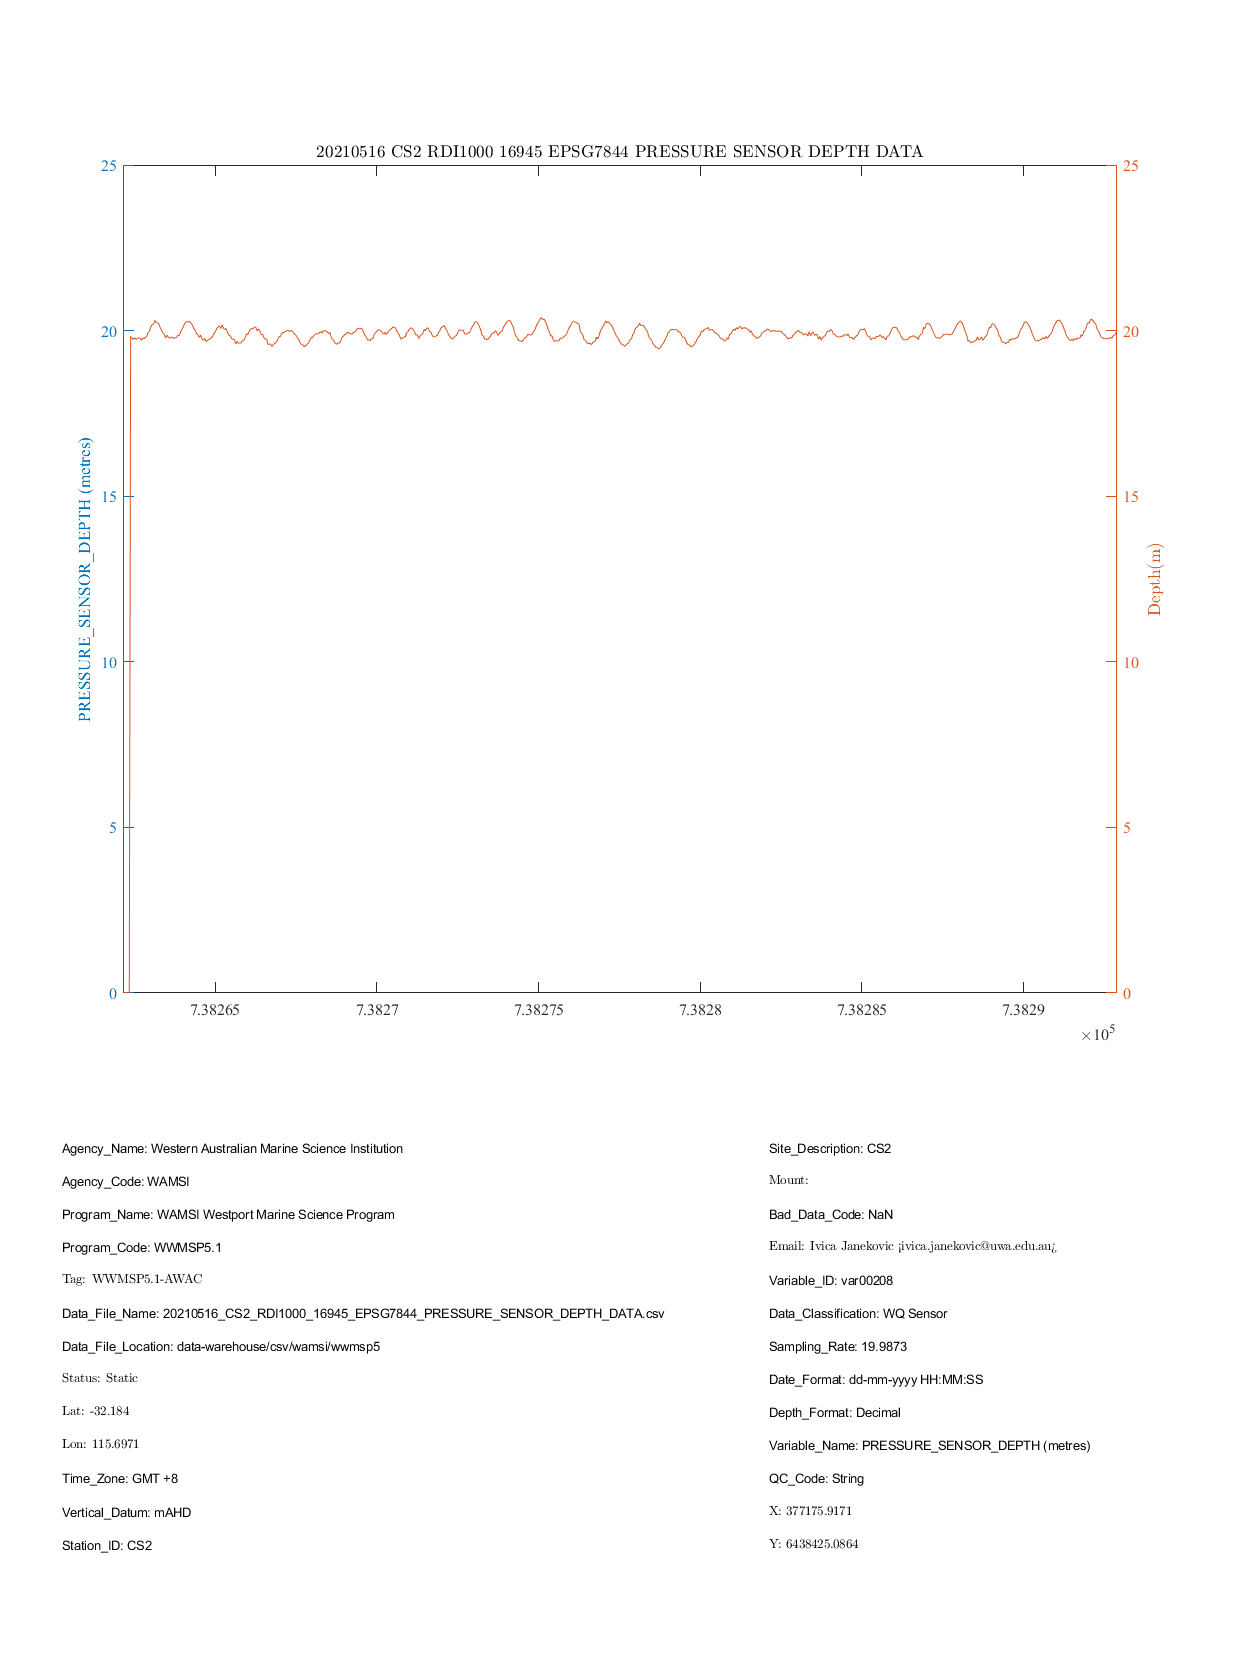 20210516 CS2 RDI1000 16945 EPSG7844 PRESSURE SENSOR DEPTH DATA
25
20
15
10
5
0
PRESSURE_SENSOR_DEPTH (metres)
25
20
15
10
5
0
Depth(m)
7.38265
7.3827
7.38275
7.3828
7.38285
7.3829
×10^5
Agency_Name: Western Australian Marine Science Institution
Agency_Code: WAMSI
Program_Name: WAMSI Westport Marine Science Program
Program_Code: WWMSP5.1
Tag: WWMSP5.1-AWAC
Data_File_Name: 20210516_CS2_RDI1000_16945_EPSG7844_PRESSURE_SENSOR_DEPTH_DATA.csv
Data_File_Location: data-warehouse/csv/wamsi/wwmsp5
Status: Static
Lat: -32.184
Lon: 115.6971
Time_Zone: GMT +8
Vertical_Datum: mAHD
Station_ID: CS2
Site_Description: CS2
Mount:
Bad_Data_Code: NaN
Email: Ivica Janekovic ¡ivica.janekovic@uwa.edu.au¿
Variable_ID: var00208
Data_Classification: WQ Sensor
Sampling_Rate: 19.9873
Date_Format: dd-mm-yyyy HH:MM:SS
Depth_Format: Decimal
Variable_Name: PRESSURE_SENSOR_DEPTH (metres)
QC_Code: String
X: 377175.9171
Y: 6438425.0864